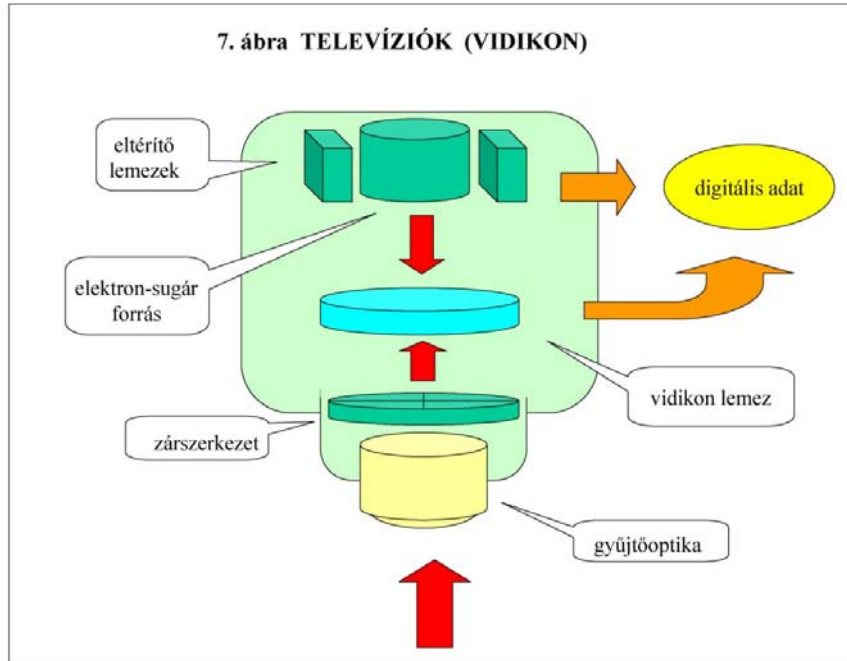 7. ábra TELEVÍZIÓK (VIDIKON)
eltérítő
lemezek
digitális adat
elektron-sugár
forrás
vidikon lemez
zárszerkezet
gyűjtőoptika